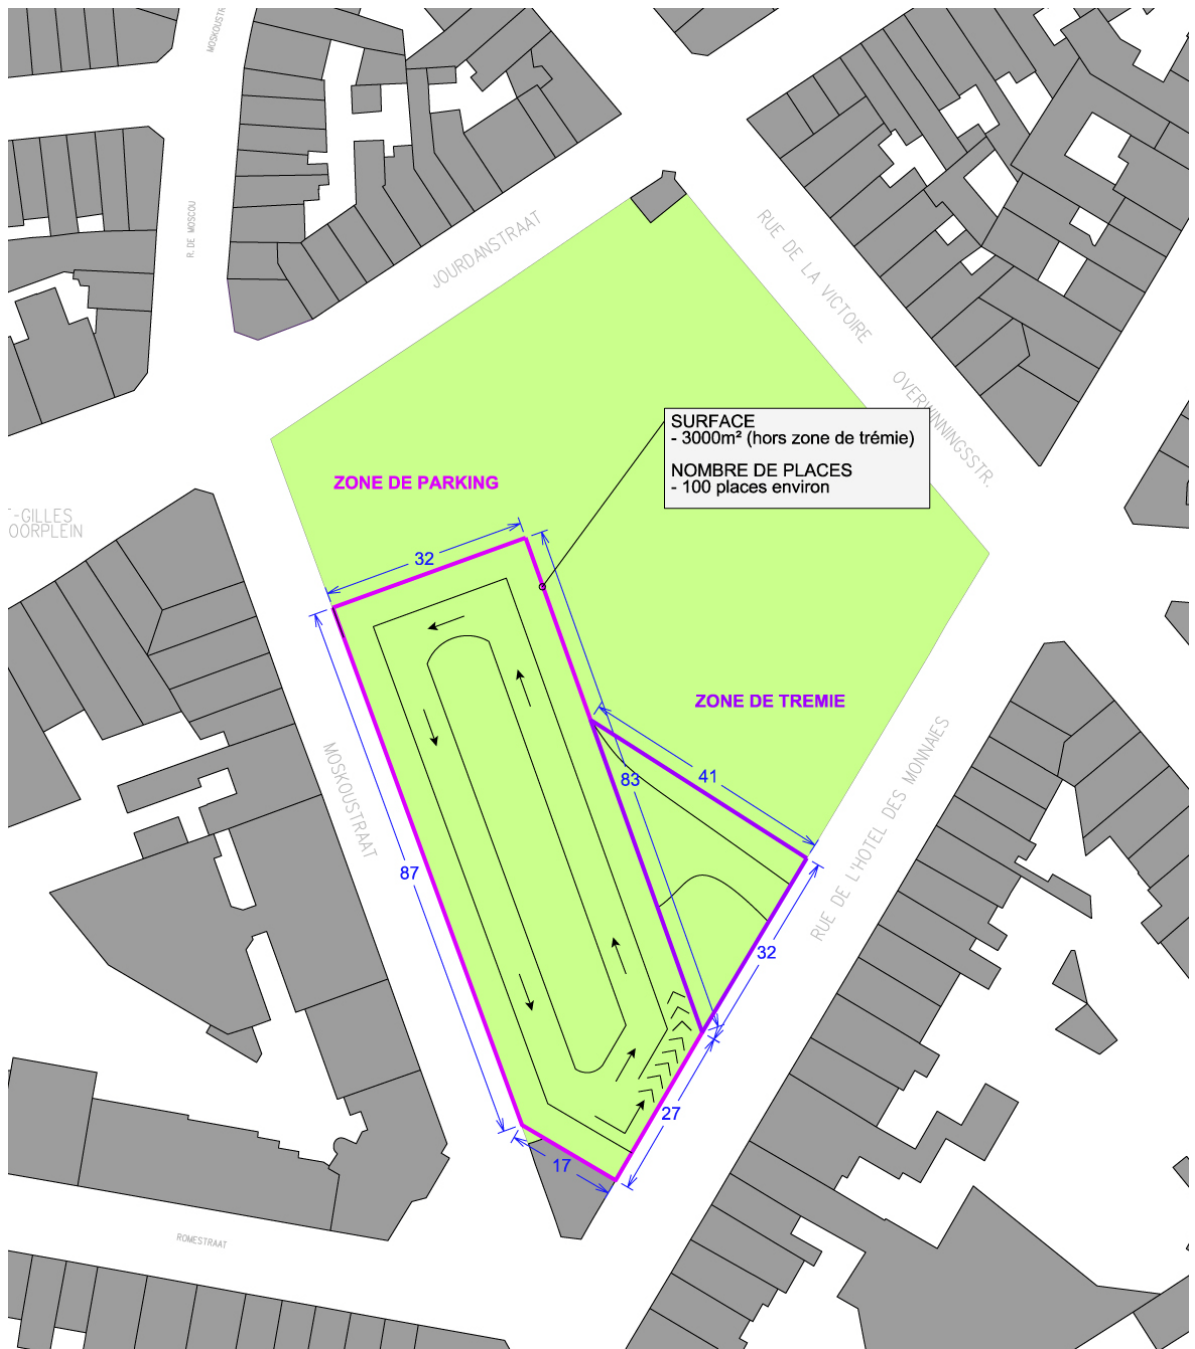 MOSKOUSTR
R. DE MOSCOU
JOURDANSTRAAT
RUE DE LA VICTOIRE
OVERWINNINGSSTR.
SURFACE
- 3000m² (hors zone de trémie)
NOMBRE DE PLACES
- 100 places environ
ZONE DE PARKING
T-GILLES
OORPLEIN
32
ZONE DE TREMIE
MOSKOUSTRAAT
83
41
RUE DE L'HOTEL DES MONNAIES
87
32
27
17
ROMESTRAAT